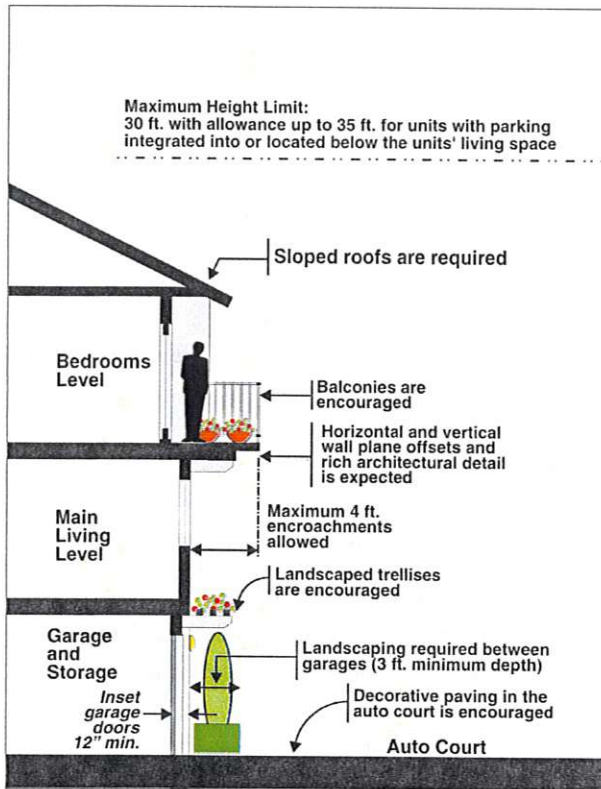 Maximum Height Limit:
30 ft. with allowance up to 35 ft. for units with parking
integrated into or located below the units' living space
Sloped roofs are required
Bedrooms
Level
Balconies are
encouraged
Horizontal and vertical
wall plane offsets and
rich architectural detail
is expected
Main
Living
Level
Maximum 4 ft.
encroachments
allowed
Landscaped trellises
are encouraged
Garage
and
Storage
Landscaping required between
garages (3 ft. minimum depth)
Inset
garage
doors
12" min.
Decorative paving in the
auto court is encouraged
Auto Court